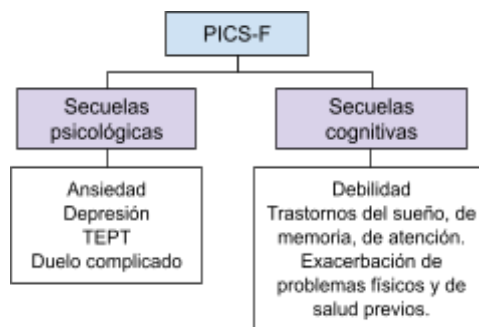 PICS-F
Secuelas
psicológicas
Secuelas
cognitivas
Ansiedad
Depresión
TEPT
Duelo complicado
Debilidad
Trastornos del sueño, de
memoria, de atención.
Exacerbación de
problemas físicos y de
salud previos.